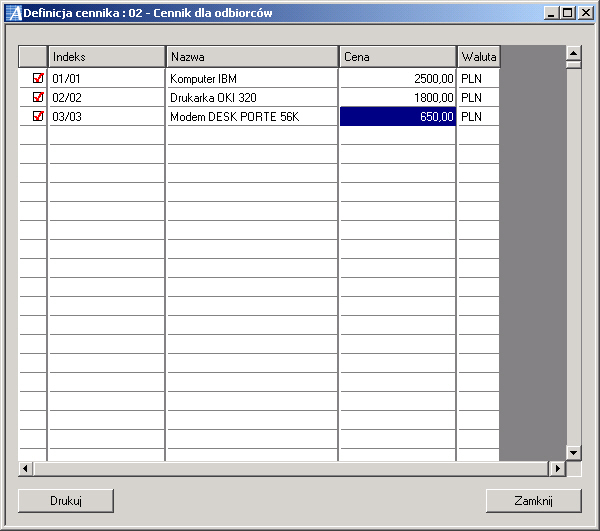 Definicja cennika : 02 - Cennik dla odbiorców
Indeks Nazwa Cena Waluta
01/01 Komputer IBM 2500,00 PLN
02/02 Drukarka OKI 320 1800,00 PLN
03/03 Modem DESK PORTE 56K 650,00 PLN
Drukuj Zamknij